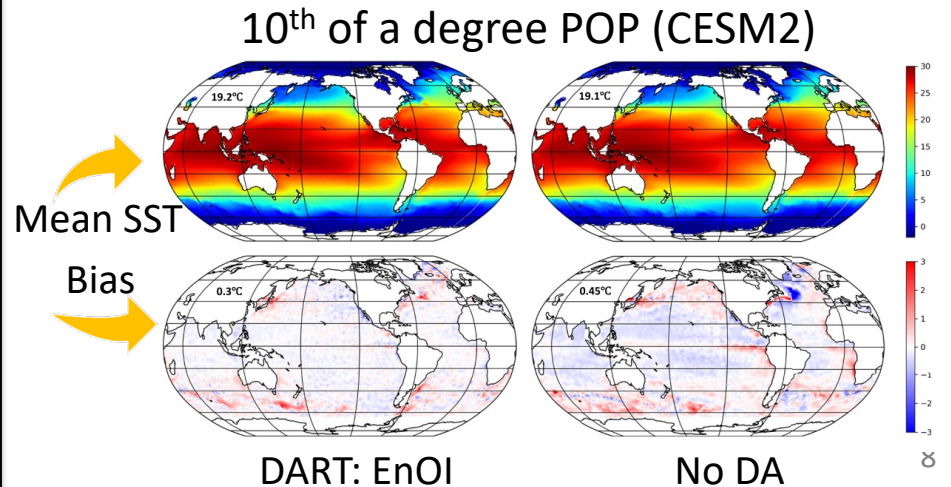 10th of a degree POP (CESM2)
19.2°C
19.1°C
30
25
20
15
10
5
0
Mean SST
Bias
0.3°C
0.45°C
3
2
1
0
−1
−2
−3
DART: EnOI
No DA